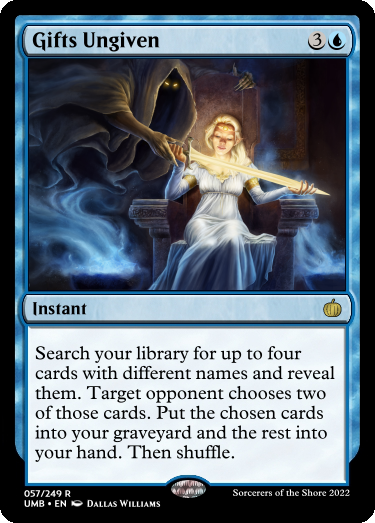 Gifts Ungiven 3
Instant
Search your library for up to four
cards with different names and reveal
them. Target opponent chooses two
of those cards. Put the chosen cards
into your graveyard and the rest into
your hand. Then shuffle.
057/249 R
UMB • EN Dallas Williams
Sorcerers of the Shore 2022